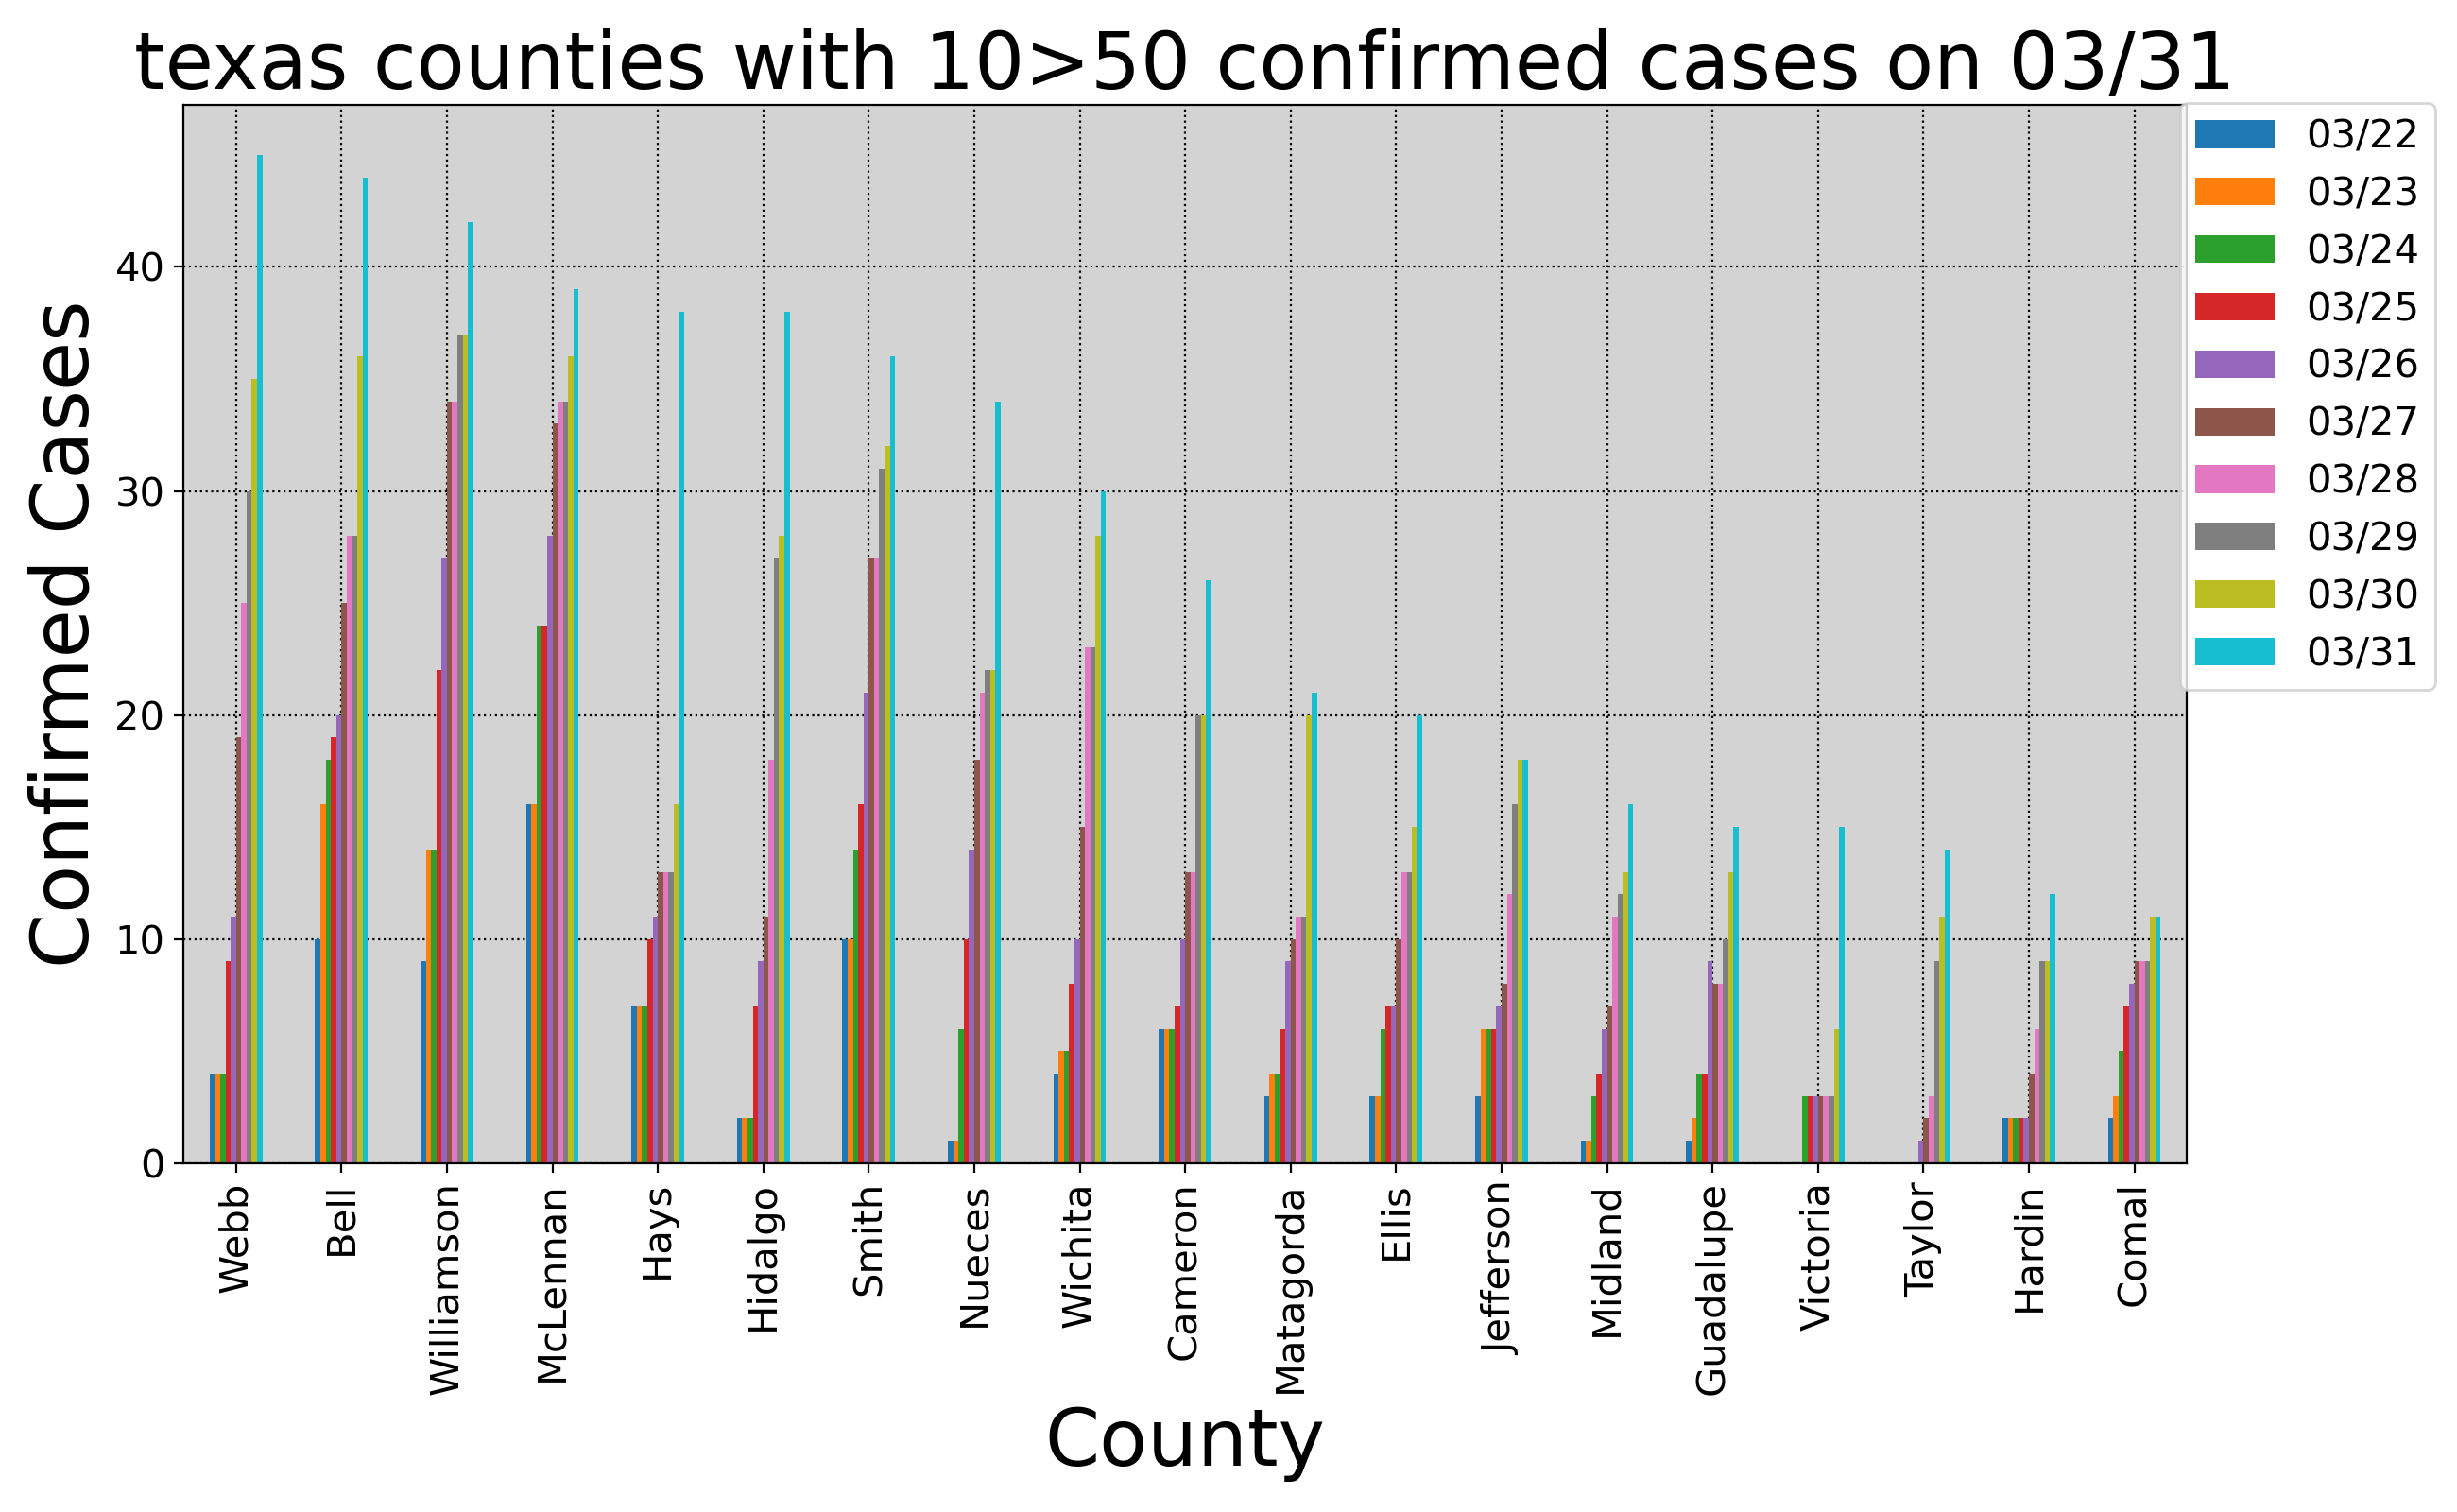 texas counties with 10>50 confirmed cases on 03/31
03/22
03/23
03/24
03/25
03/26
03/27
03/28
03/29
03/30
03/31
Confirmed Cases
40
30
20
10
0
Webb
Bell
Williamson
McLennan
Hays
Hidalgo
Smith
Nueces
Wichita
Cameron
Matagorda
Ellis
Jefferson
Midland
Guadalupe
Victoria
Taylor
Hardin
Comal
County